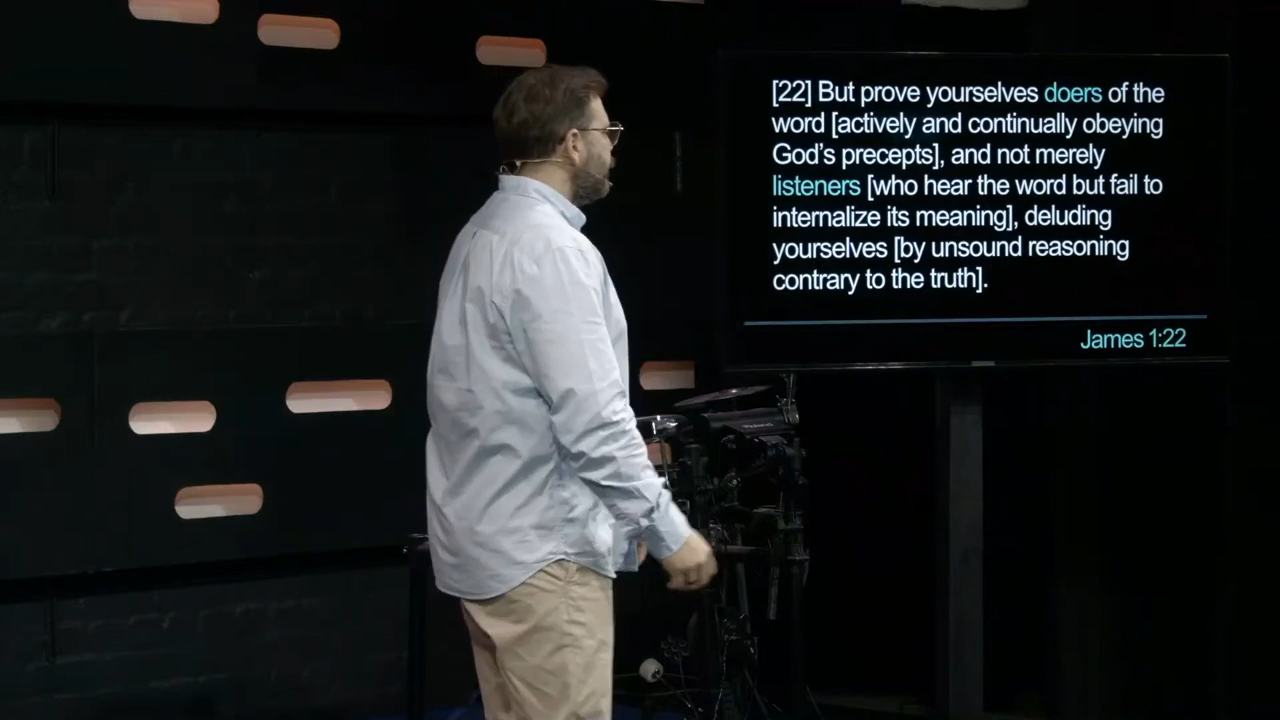 [22] But prove yourselves doers of the
word [actively and continually obeying
God's precepts], and not merely
listeners [who hear the word but fail to
internalize its meaning], deluding
yourselves [by unsound reasoning
contrary to the truth].
James 1:22
Roland